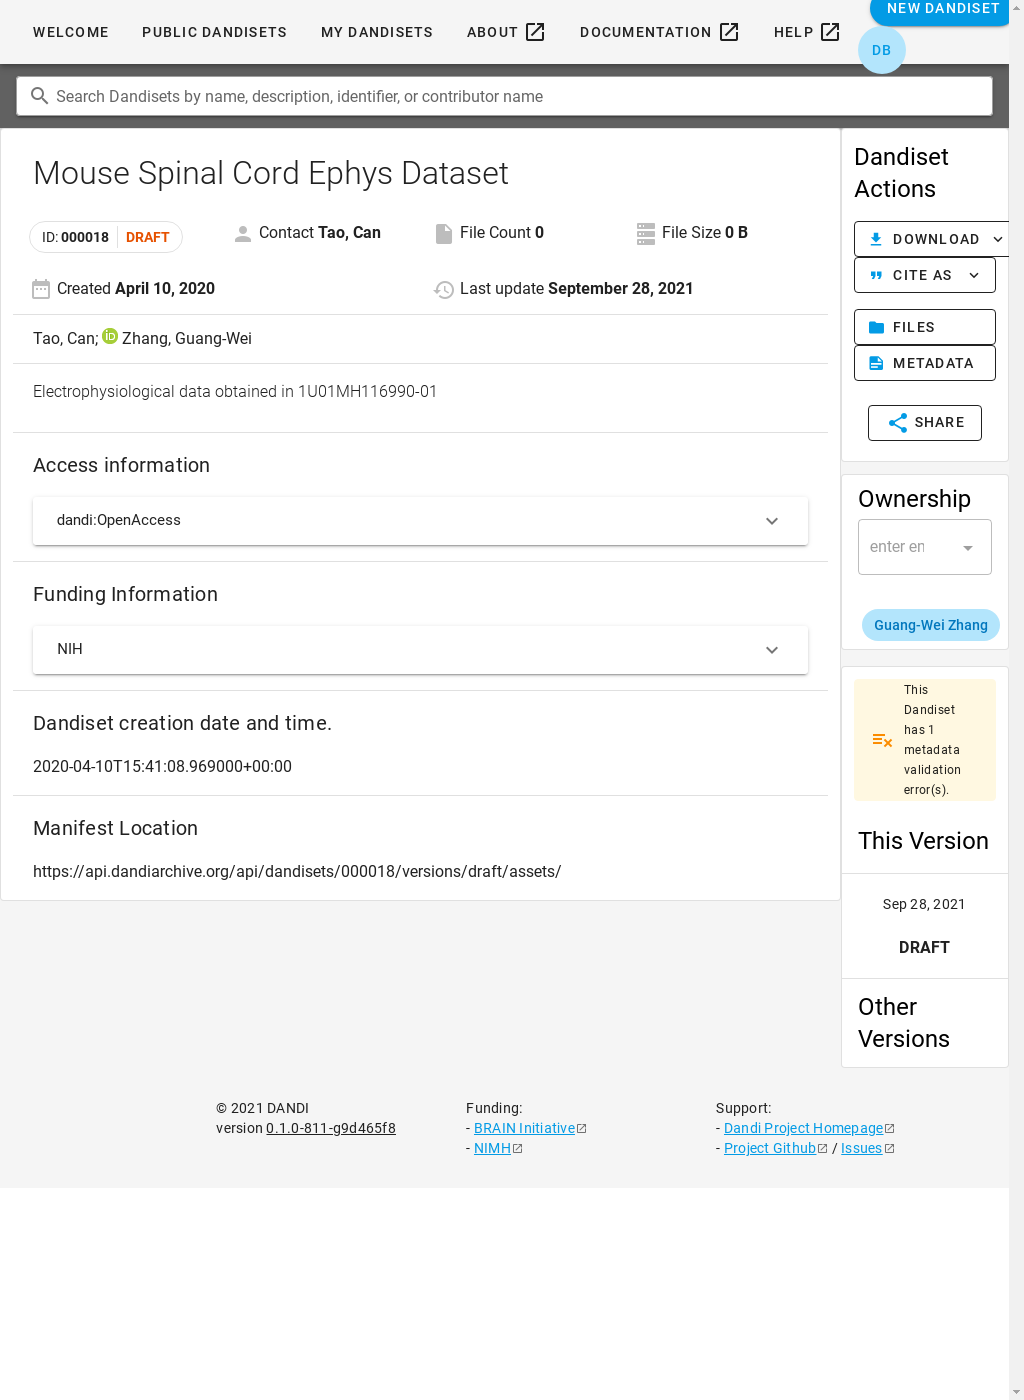 WELCOME
PUBLIC DANDISETS
MY DANDISETS
ABOUT
DOCUMENTATION
HELP
NEW DANDISET
DB
Search Dandisets by name, description, identifier, or contributor name
Mouse Spinal Cord Ephys Dataset
ID: 000018 DRAFT
Contact Tao, Can
File Count 0
File Size 0 B
Created April 10, 2020
Last update September 28, 2021
Tao, Can; iD Zhang, Guang-Wei
Electrophysiological data obtained in 1U01MH116990-01
Access information
dandi:OpenAccess
Funding Information
NIH
Dandiset creation date and time.
2020-04-10T15:41:08.969000+00:00
Manifest Location
https://api.dandiarchive.org/api/dandisets/000018/versions/draft/assets/
Dandiset
Actions
DOWNLOAD
CITE AS
FILES
METADATA
SHARE
Ownership
enter en
Guang-Wei Zhang
This
Dandiset
has 1
metadata
validation
error(s).
This Version
Sep 28, 2021
DRAFT
Other
Versions
© 2021 DANDI
version 0.1.0-811-g9d465f8
Funding:
- BRAIN Initiative
- NIMH
Support:
- Dandi Project Homepage
- Project Github / Issues